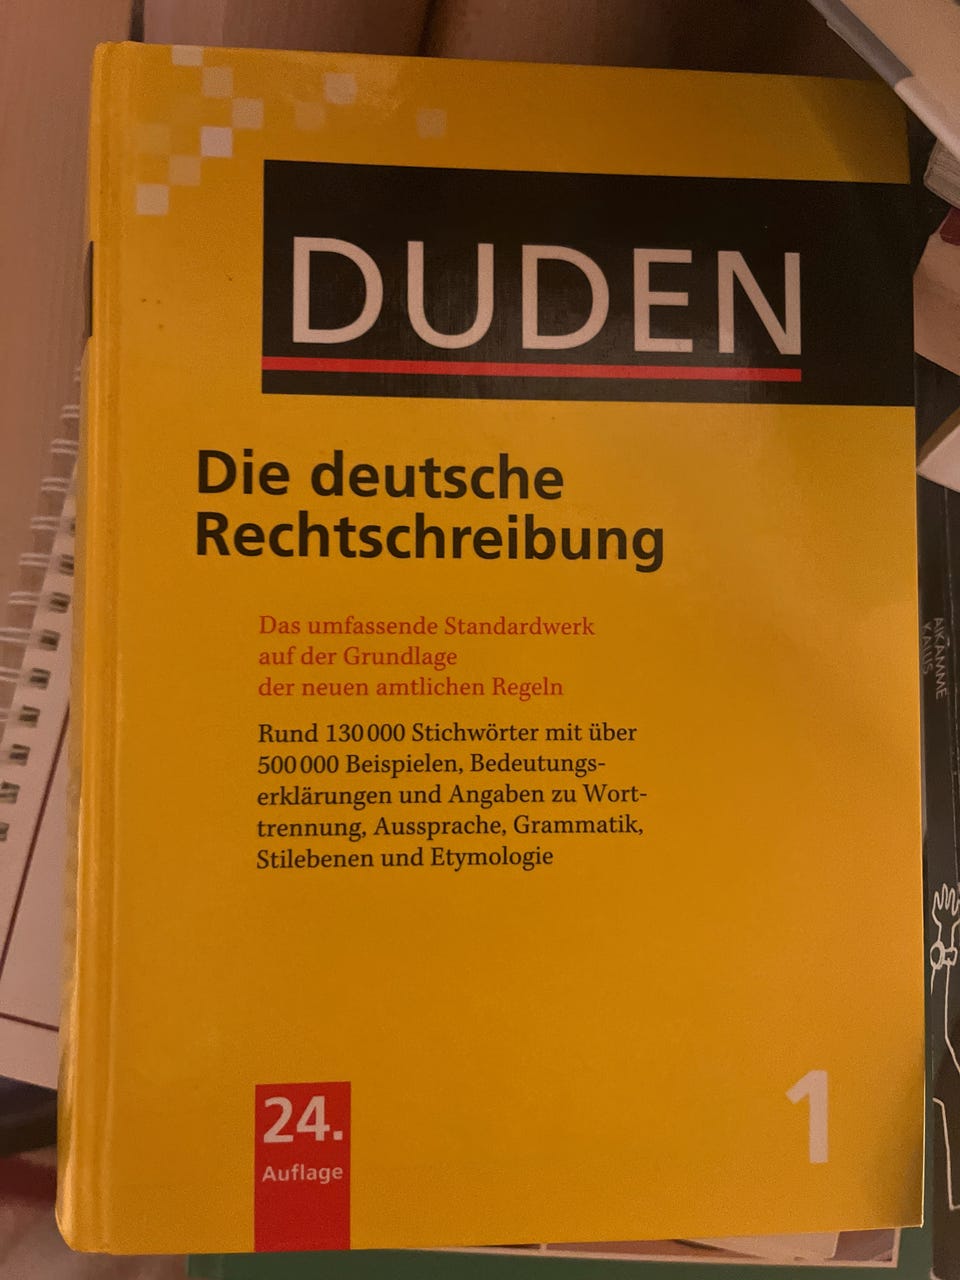 DUDEN
Die deutsche
Rechtschreibung
Das umfassende Standardwerk
auf der Grundlage
der neuen amtlichen Regeln
Rund 130 000 Stichwörter mit über
500 000 Beispielen, Bedeutungs-
erklärungen und Angaben zu Wort-
trennung, Aussprache, Grammatik,
Stilebenen und Etymologie
24.
Auflage
1
AIKAMME
KAUIS